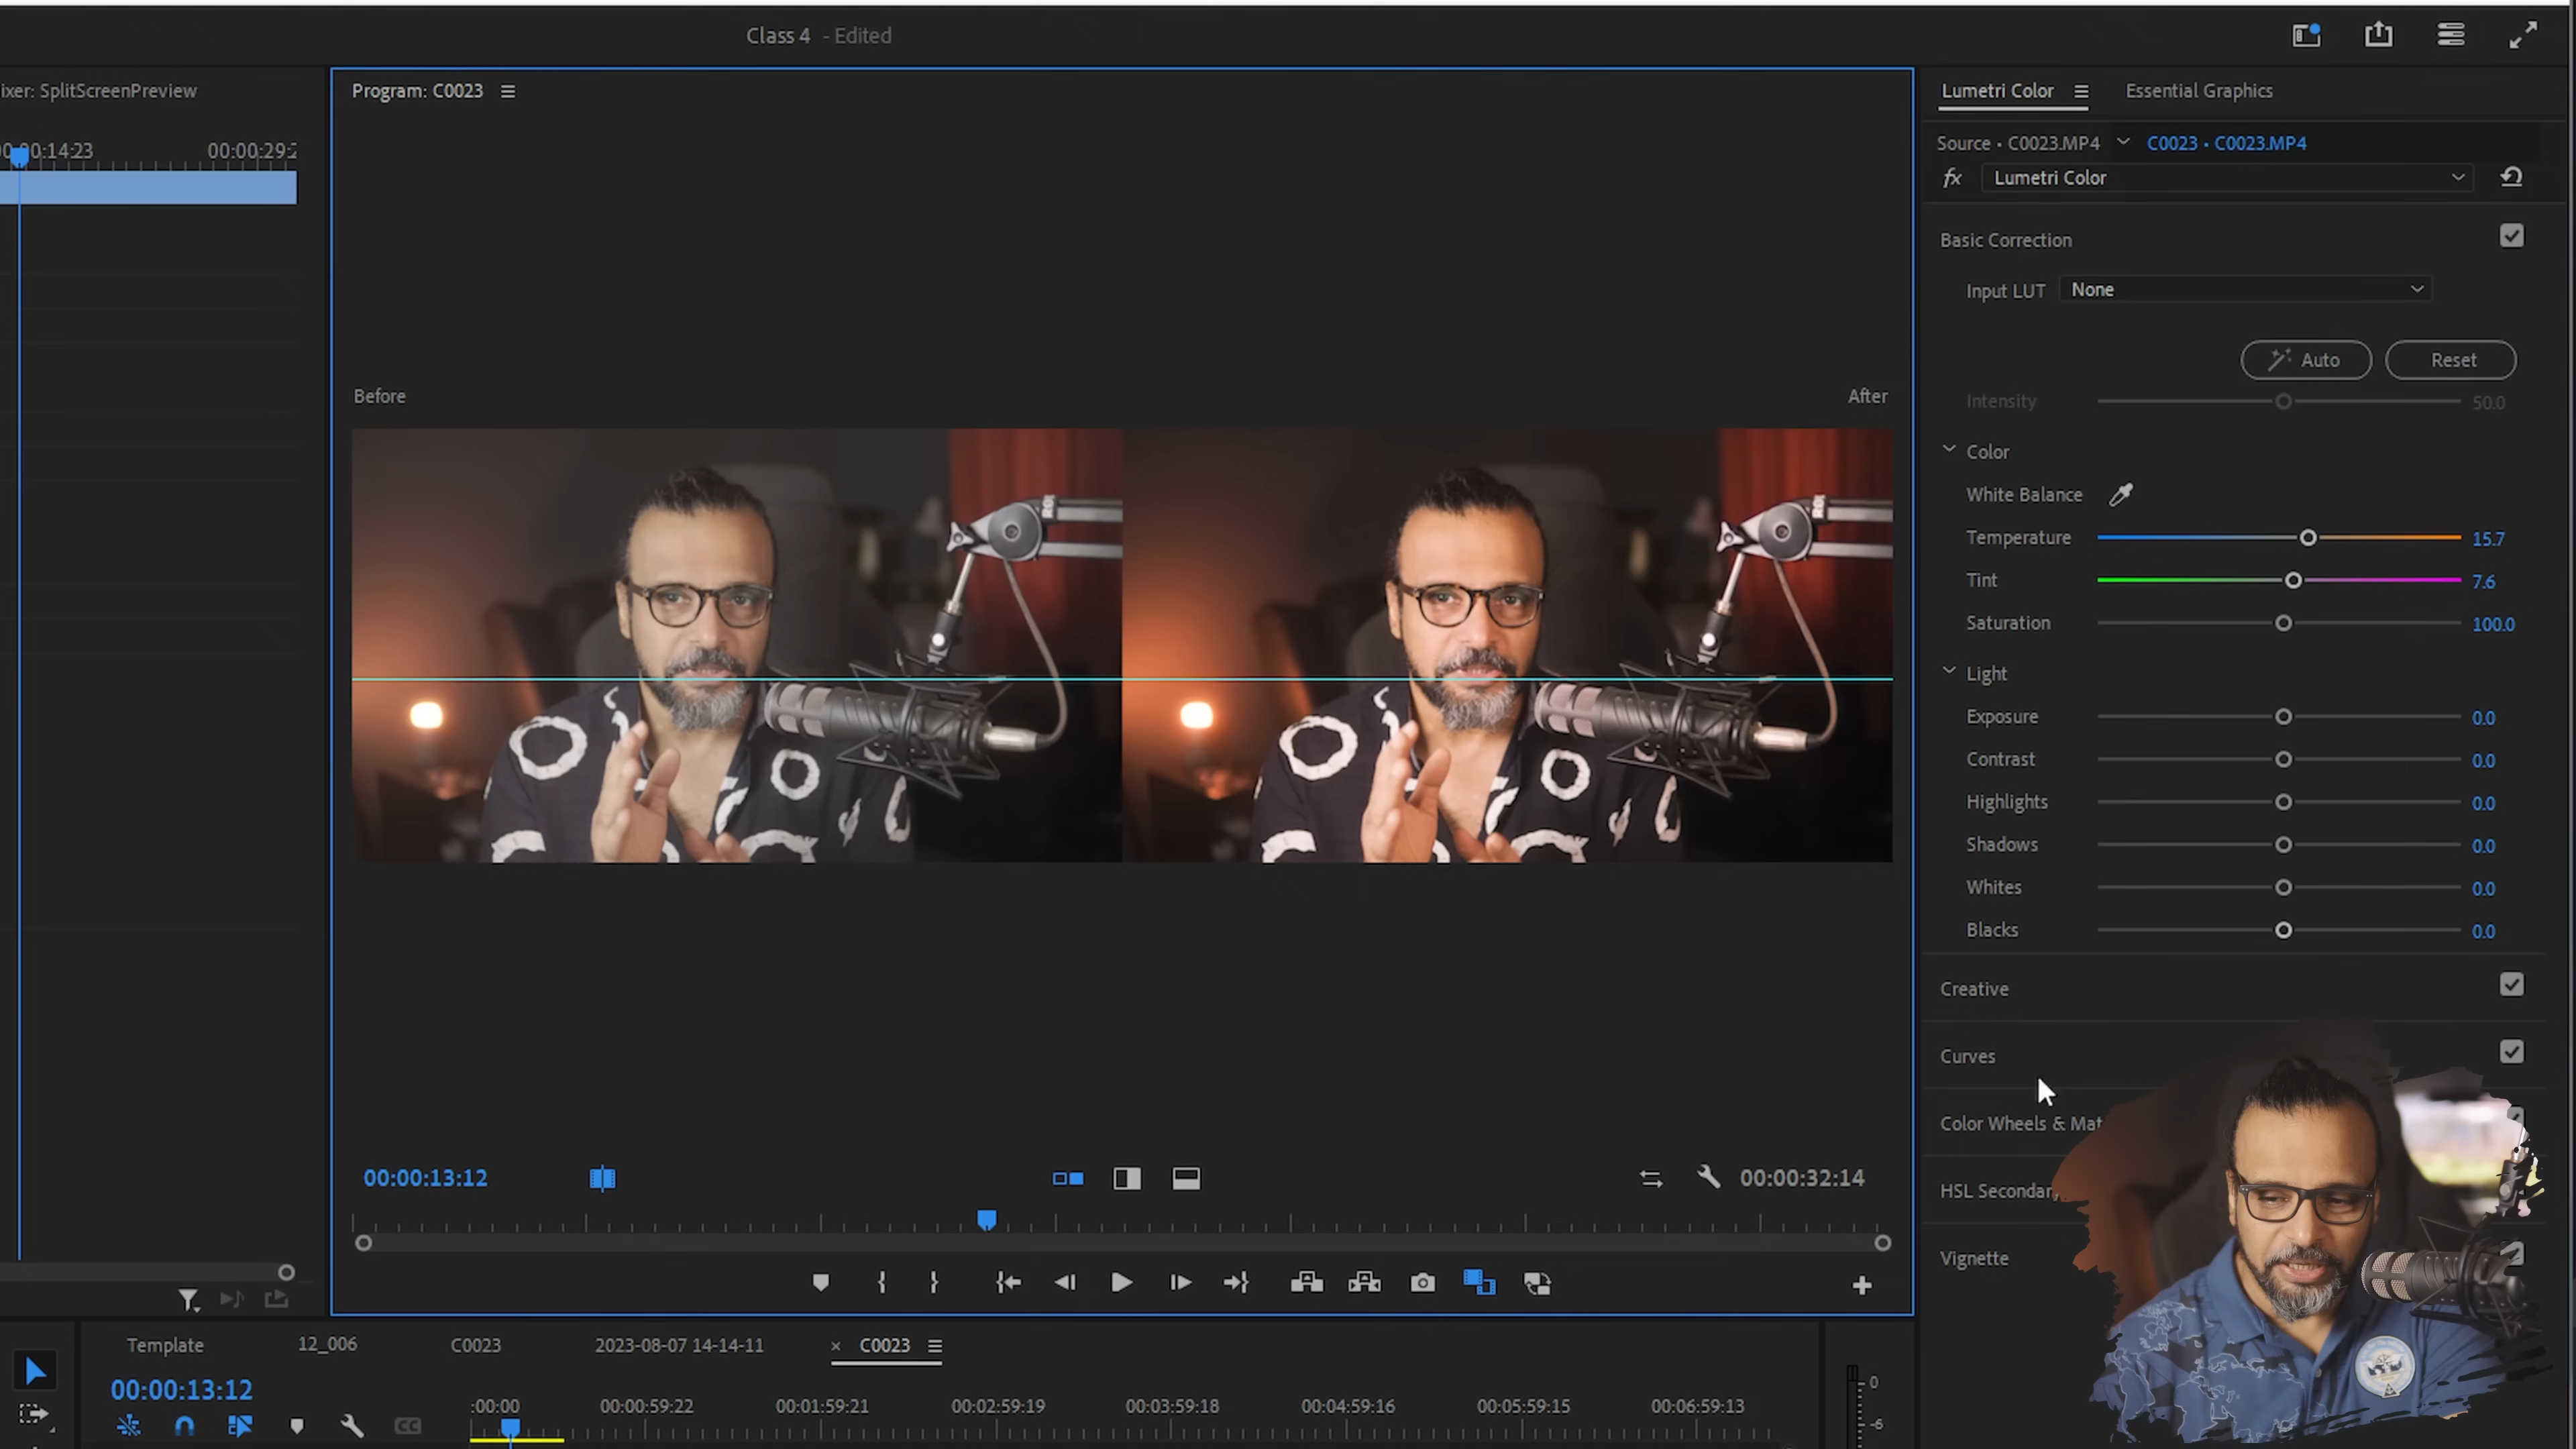 Class 4 - Edited
ixer: SplitScreenPreview
Program: C0023
Lumetri Color
Essential Graphics
00:00:14:23
00:00:29:2
Source • C0023.MP4
C0023 • C0023.MP4
fx
Lumetri Color
Basic Correction
Input LUT
None
Auto
Reset
Before
After
Intensity
50.0
Color
White Balance
Temperature
15.7
Tint
7.6
Saturation
100.0
Light
Exposure
0.0
Contrast
0.0
Highlights
0.0
Shadows
0.0
Whites
0.0
Blacks
0.0
Creative
Curves
Color Wheels & Mat
HSL Secondar
Vignette
00:00:13:12
00:00:32:14
Template
12_006
C0023
2023-08-07 14-14-11
× C0023
00:00:13:12
:00:00
00:00:59:22
00:01:59:21
00:02:59:19
00:03:59:18
00:04:59:16
00:05:59:15
00:06:59:13
CC
0
-6